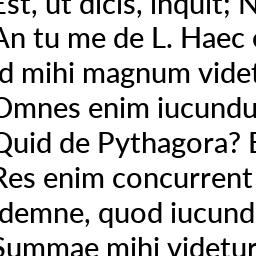 Est, ut dicis, inquit; N
An tu me de L. Haec
d mihi magnum videt
Omnes enim iucundu
Quid de Pythagora? E
Res enim concurrent
demne, quod iucund
Summae mihi videtur